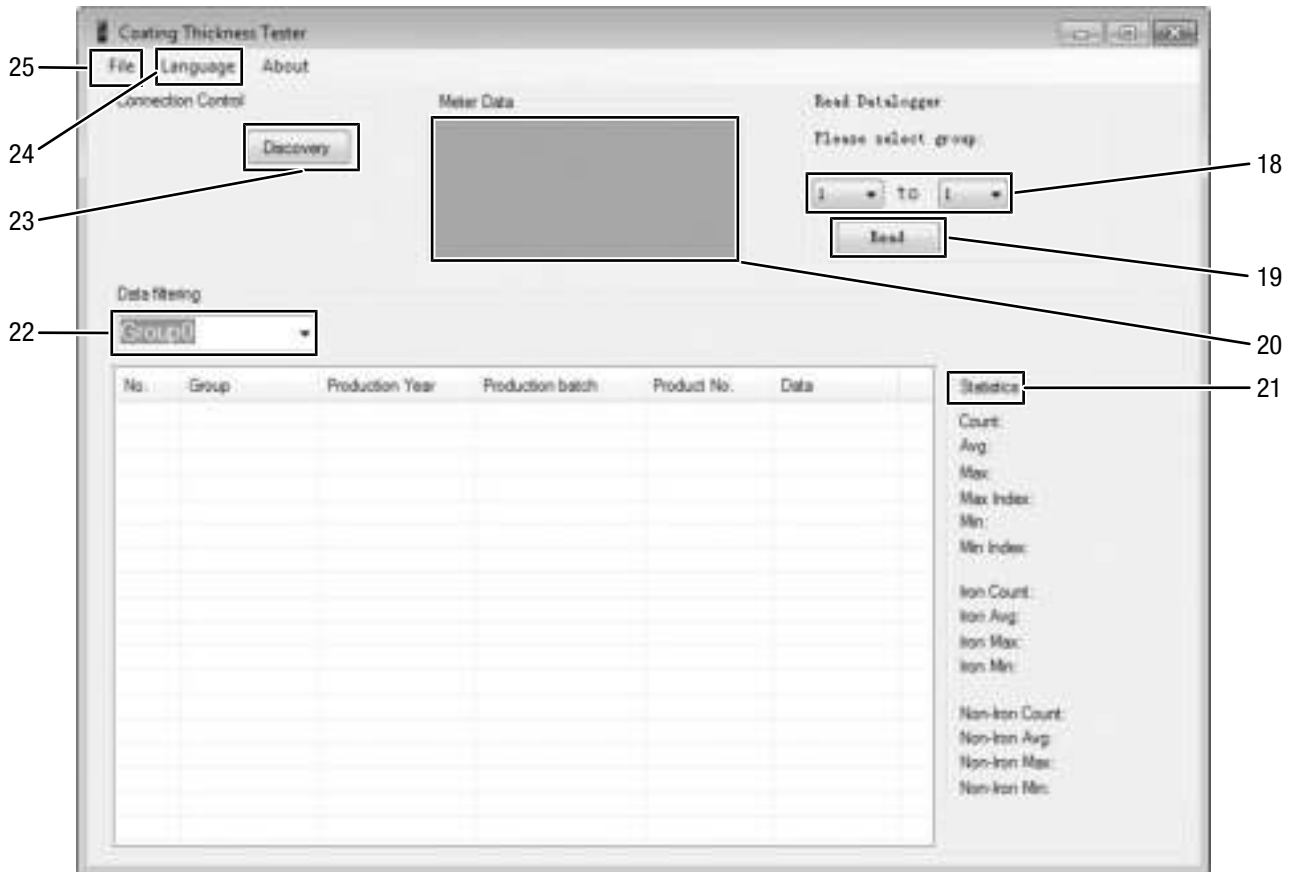 Coating Thickness Tester
25
File Language About
Connection Control
Meter Data
Read Datalogger
Please select group:
24
Discovery
18
1 TO 1
23
Read
19
Data filtering
22
Group0
20
No. Group Production Year Production batch Product No. Data
Statistics
21
Count:
Avg:
Max:
Max Index:
Min:
Min Index:
Iron Count:
Iron Avg:
Iron Max:
Iron Min:
Non-Iron Count:
Non-Iron Avg:
Non-Iron Max:
Non-Iron Min: